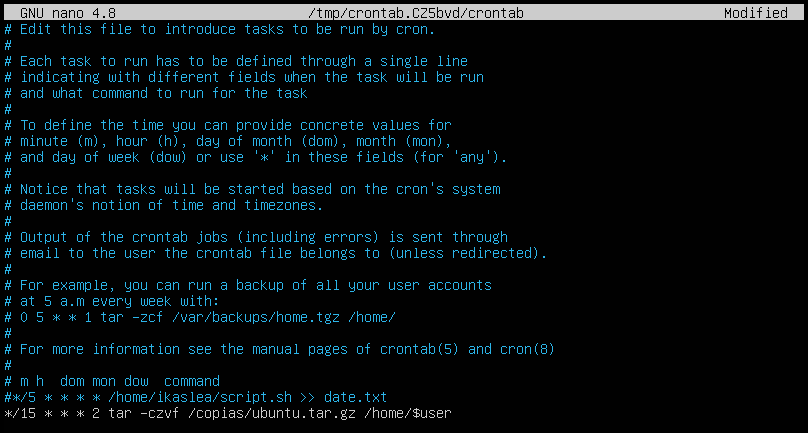 GNU nano 4.8 /tmp/crontab.CZ5bvd/crontab Modified
# Edit this file to introduce tasks to be run by cron.
#
# Each task to run has to be defined through a single line
# indicating with different fields when the task will be run
# and what command to run for the task
#
# To define the time you can provide concrete values for
# minute (m), hour (h), day of month (dom), month (mon),
# and day of week (dow) or use '*' in these fields (for 'any').
#
# Notice that tasks will be started based on the cron's system
# daemon's notion of time and timezones.
#
# Output of the crontab jobs (including errors) is sent through
# email to the user the crontab file belongs to (unless redirected).
#
# For example, you can run a backup of all your user accounts
# at 5 a.m every week with:
# 0 5 * * 1 tar -zcf /var/backups/home.tgz /home/
#
# For more information see the manual pages of crontab(5) and cron(8)
#
# m h  dom mon dow   command
#*/5 * * * * /home/ikaslea/script.sh >> date.txt
*/15 * * * 2 tar -czvf /copias/ubuntu.tar.gz /home/$user